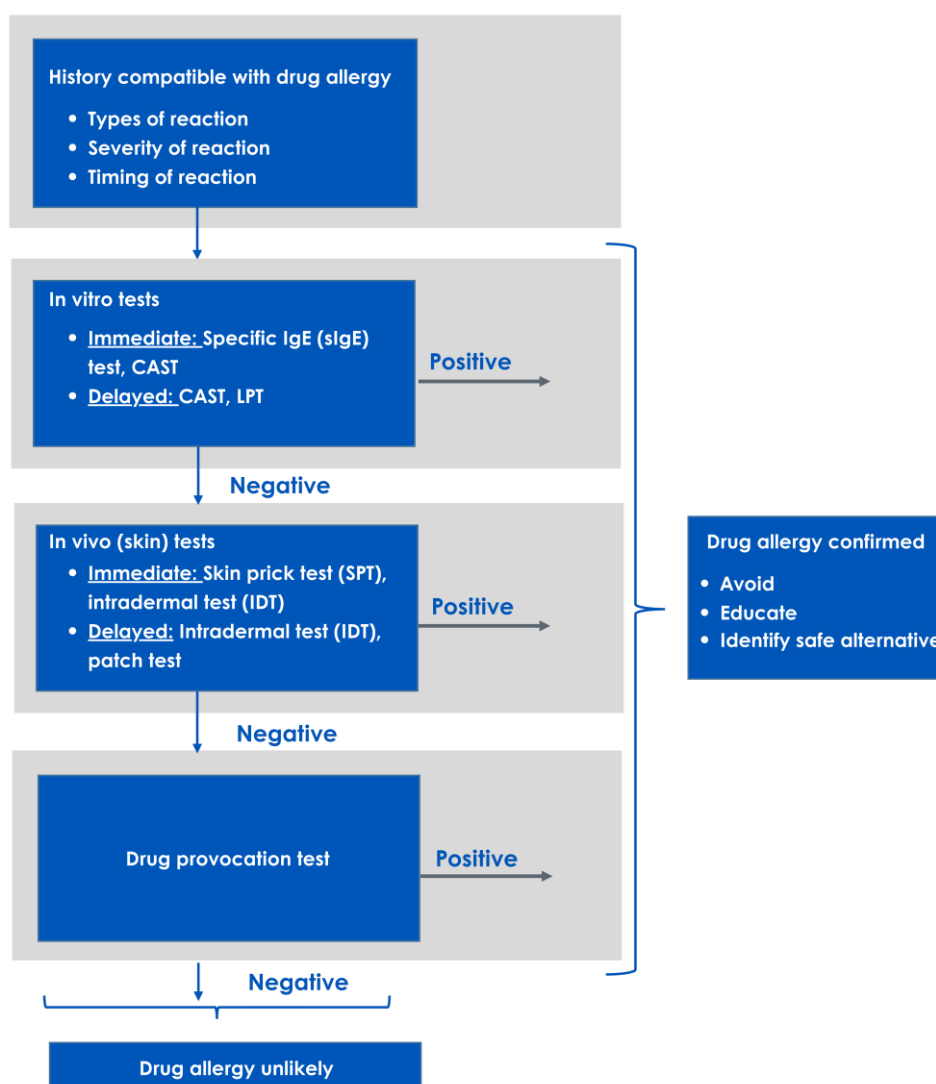 History compatible with drug allergy
• Types of reaction
• Severity of reaction
• Timing of reaction
In vitro tests
• Immediate: Specific IgE (sIgE)
test, CAST
• Delayed: CAST, LPT
Positive
Negative
In vivo (skin) tests
• Immediate: Skin prick test (SPT),
intradermal test (IDT)
• Delayed: Intradermal test (IDT),
patch test
Positive
Negative
Drug provocation test
Positive
Negative
Drug allergy unlikely
Drug allergy confirmed
• Avoid
• Educate
• Identify safe alternative